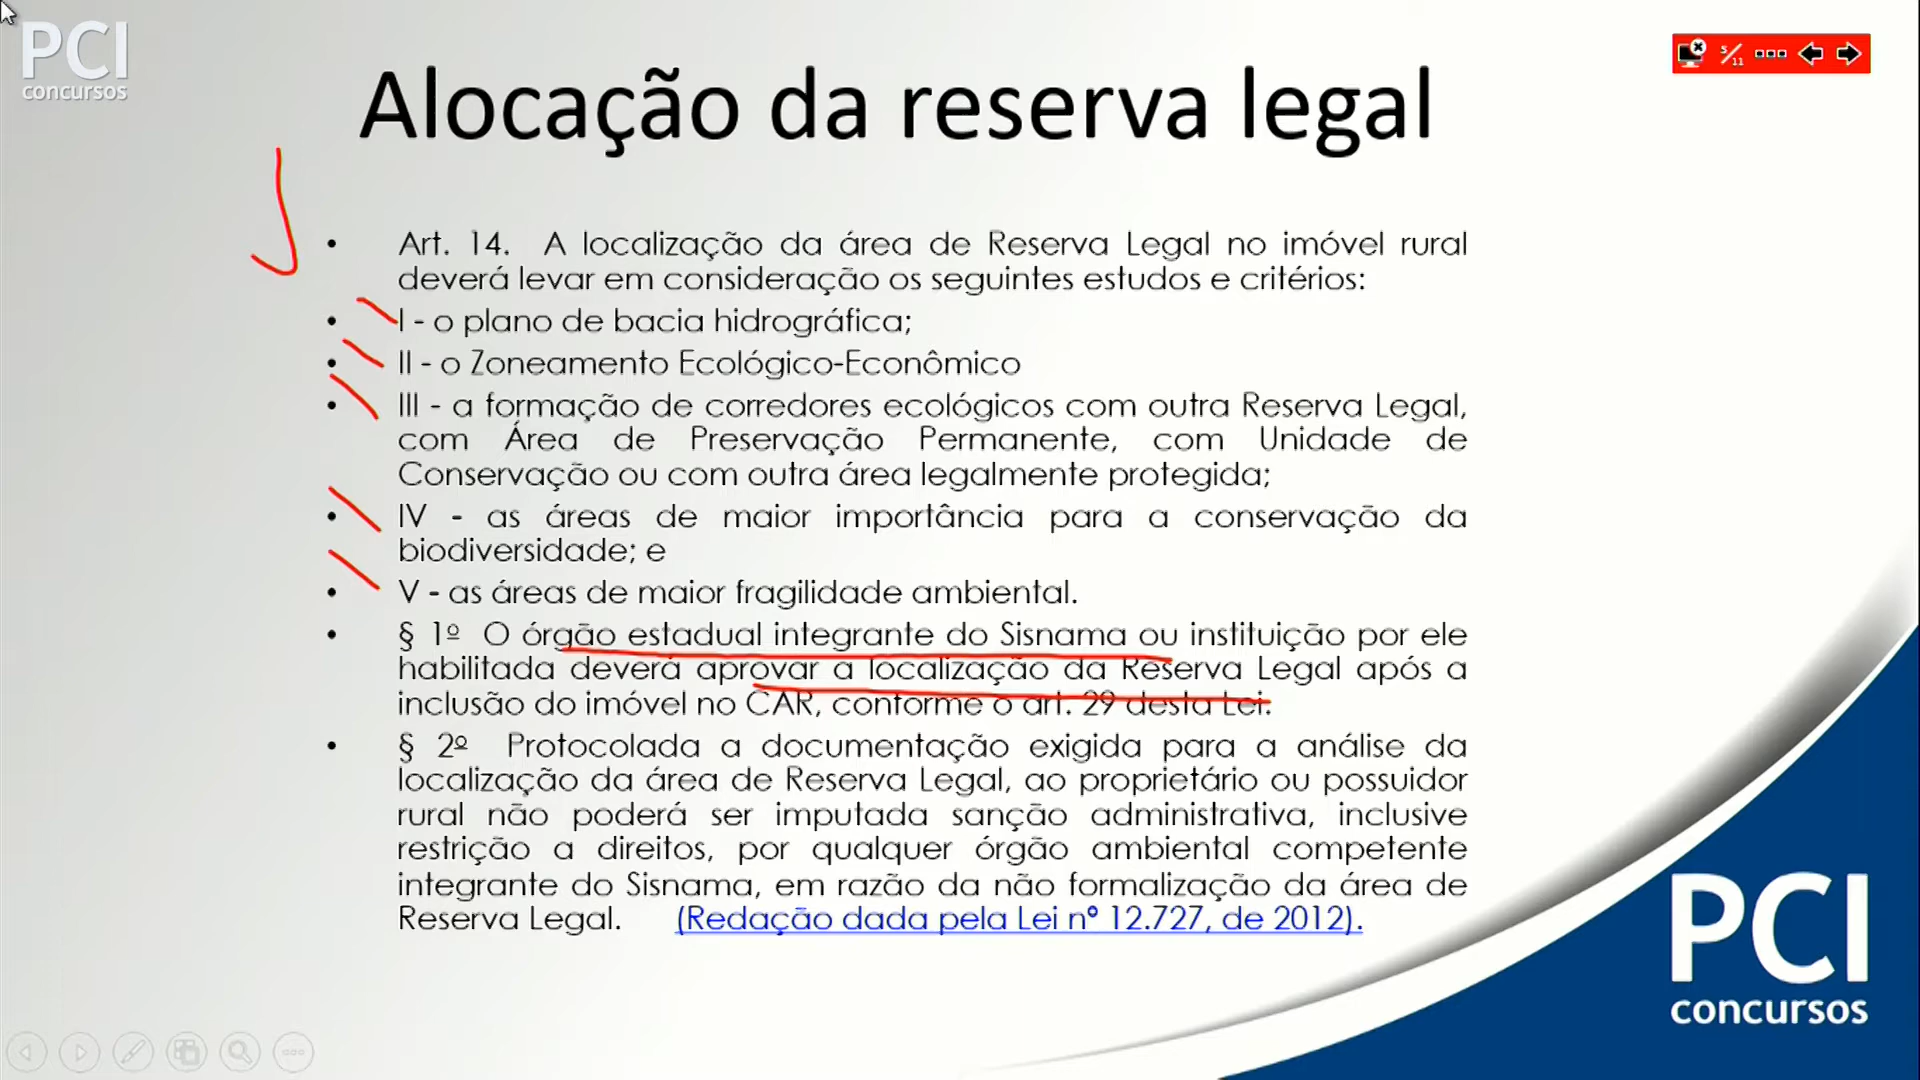 PCI
concursos
5/11
Alocação da reserva legal
• Art. 14. A localização da área de Reserva Legal no imóvel rural
deverá levar em consideração os seguintes estudos e critérios:
• I - o plano de bacia hidrográfica;
• II - o Zoneamento Ecológico-Econômico
• III - a formação de corredores ecológicos com outra Reserva Legal,
com Área de Preservação Permanente, com Unidade de
Conservação ou com outra área legalmente protegida;
• IV - as áreas de maior importância para a conservação da
biodiversidade; e
• V - as áreas de maior fragilidade ambiental.
• § 1º O órgão estadual integrante do Sisnama ou instituição por ele
habilitada deverá aprovar a localização da Reserva Legal após a
inclusão do imóvel no CAR, conforme o art. 29 desta Lei.
• § 2º Protocolada a documentação exigida para a análise da
localização da área de Reserva Legal, ao proprietário ou possuidor
rural não poderá ser imputada sanção administrativa, inclusive
restrição a direitos, por qualquer órgão ambiental competente
integrante do Sisnama, em razão da não formalização da área de
Reserva Legal. (Redação dada pela Lei nº 12.727, de 2012).
PCI
concursos